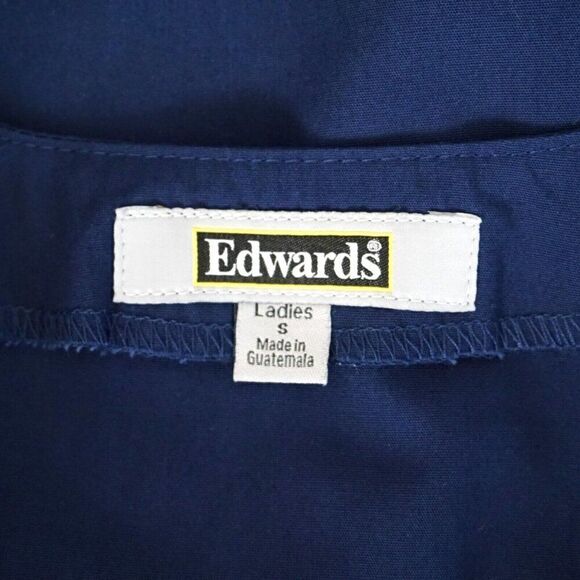 Edwards®
Ladies
S
Made in
Guatemala